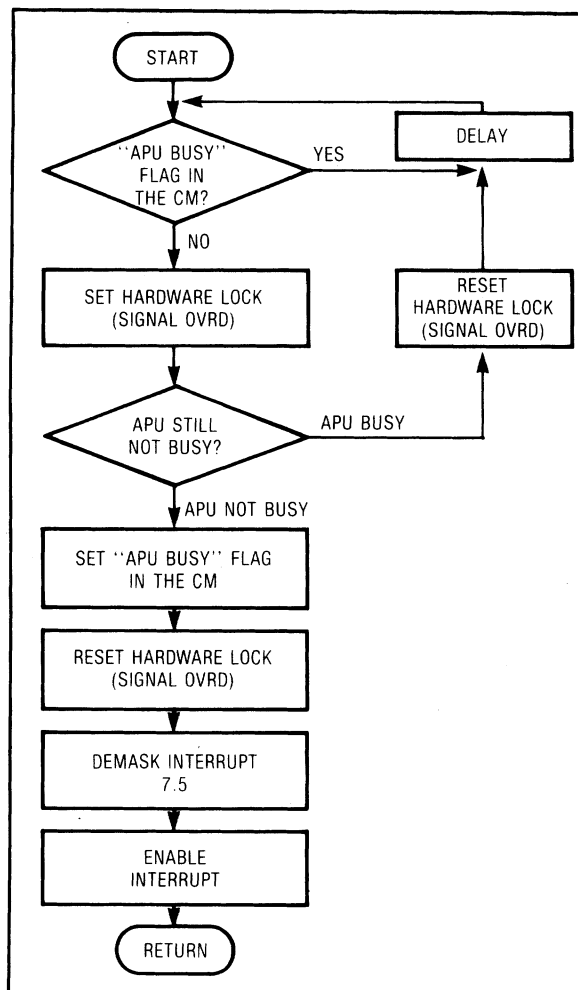 START
DELAY
“APU BUSY”
FLAG IN
THE CM?
YES
NO
SET HARDWARE LOCK
(SIGNAL OVRD)
RESET
HARDWARE LOCK
(SIGNAL OVRD)
APU STILL
NOT BUSY?
APU BUSY
APU NOT BUSY
SET “APU BUSY” FLAG
IN THE CM
RESET HARDWARE LOCK
(SIGNAL OVRD)
DEMASK INTERRUPT
7.5
ENABLE
INTERRUPT
RETURN